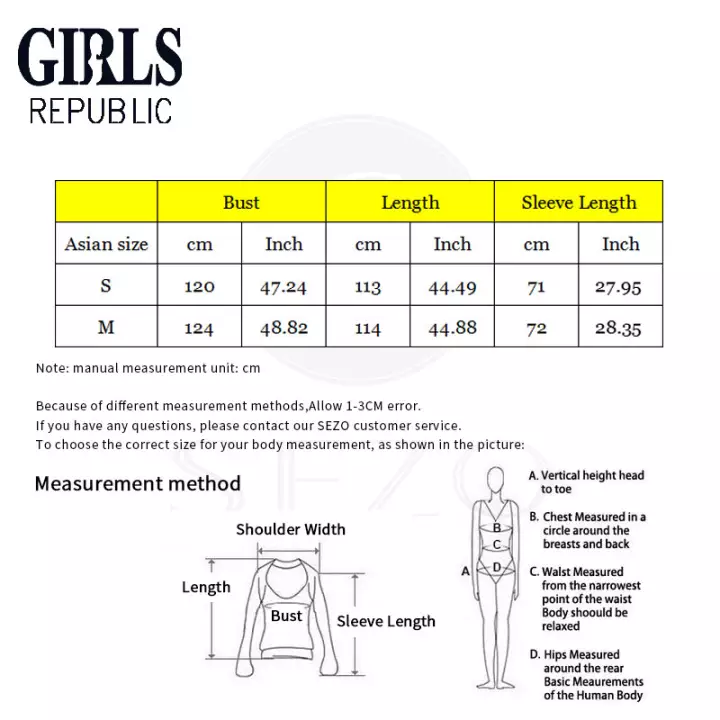 GIRLS
REPUBLIC
Bust Length Sleeve Length
Asian size cm Inch cm Inch cm Inch
S 120 47.24 113 44.49 71 27.95
M 124 48.82 114 44.88 72 28.35
Note: manual measurement unit: cm
Because of different measurement methods,Allow 1-3CM error.
If you have any questions, please contact our SEZO customer service.
To choose the correct size for your body measurement, as shown in the picture:
SEZO
Measurement method
Shoulder Width
Length
Bust
Sleeve Length
A
B
C
D
A. Vertical height head
to toe
B. Chest Measured in a
circle around the
breasts and back
C. Walst Measured
from the narrowest
point of the waist
Body shoould be
relaxed
D. Hips Measured
around the rear
Basic Meaurements
of the Human Body